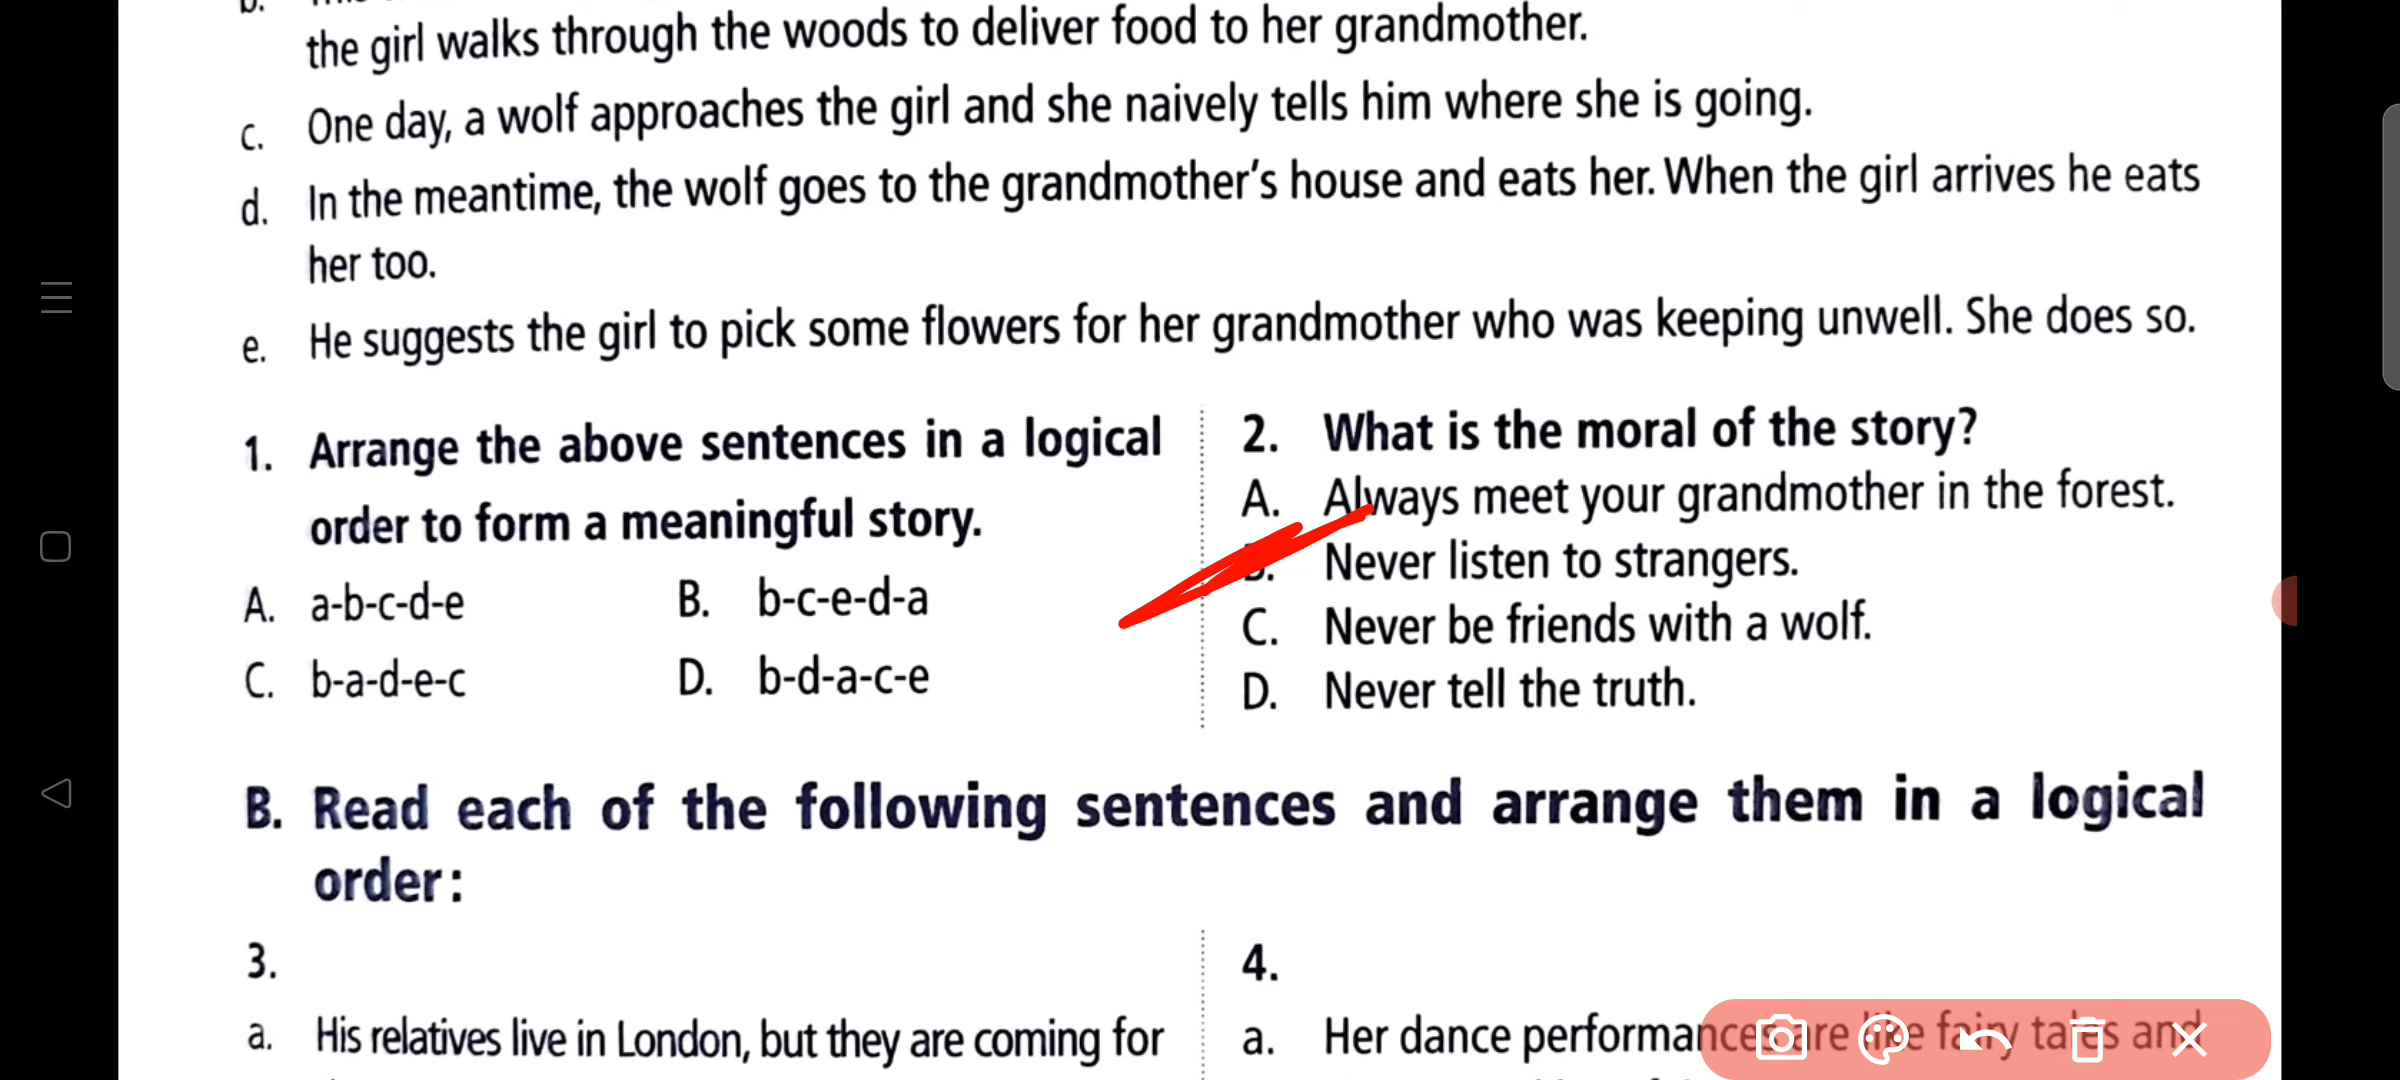 the girl walks through the woods to deliver food to her grandmother.
c. One day, a wolf approaches the girl and she naively tells him where she is going.
d. In the meantime, the wolf goes to the grandmother's house and eats her. When the girl arrives he eats
her too.
e. He suggests the girl to pick some flowers for her grandmother who was keeping unwell. She does so.
1. Arrange the above sentences in a logical
order to form a meaningful story.
A. a-b-c-d-e B. b-c-e-d-a
C. b-a-d-e-c D. b-d-a-c-e
2. What is the moral of the story?
A. Always meet your grandmother in the forest.
B. Never listen to strangers.
C. Never be friends with a wolf.
D. Never tell the truth.
B. Read each of the following sentences and arrange them in a logical
order:
3.
a. His relatives live in London, but they are coming for
4.
a. Her dance performances are like fairy tales and